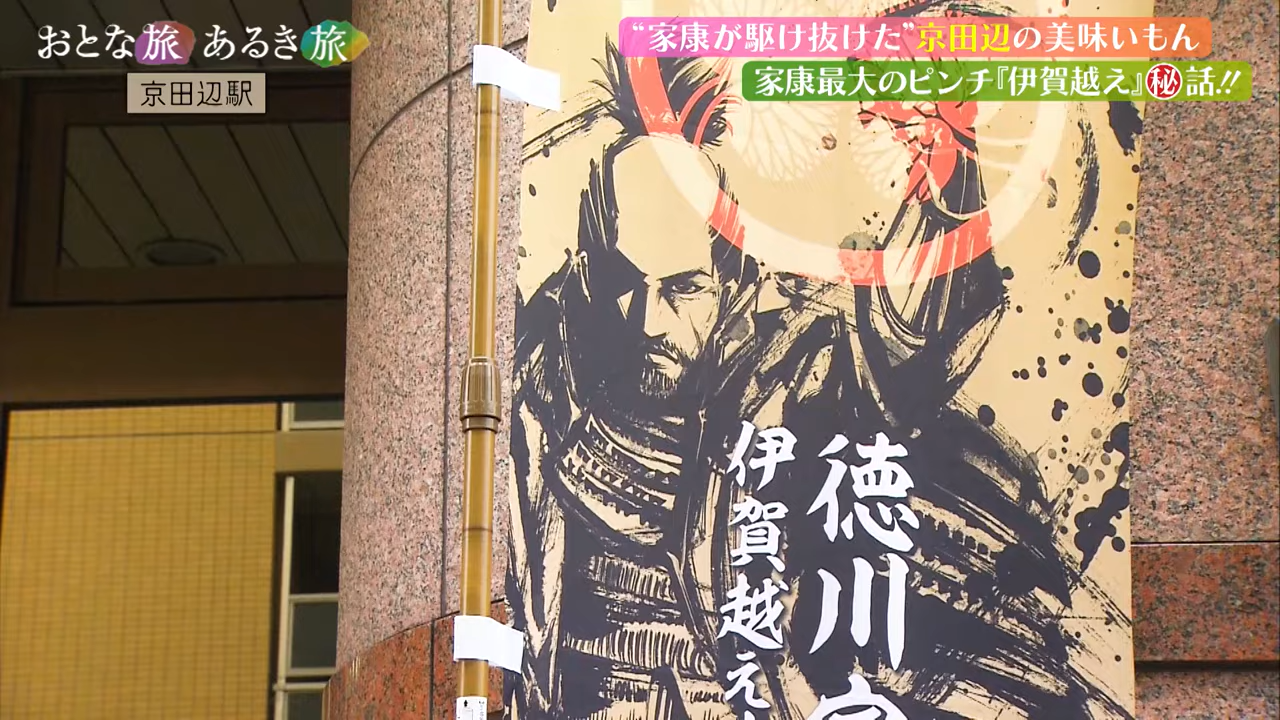 おとな旅あるき旅
京田辺駅
“家康が駆け抜けた”京田辺の美味いもん
家康最大のピンチ『伊賀越え』㊙話!!
徳川家
伊賀越え